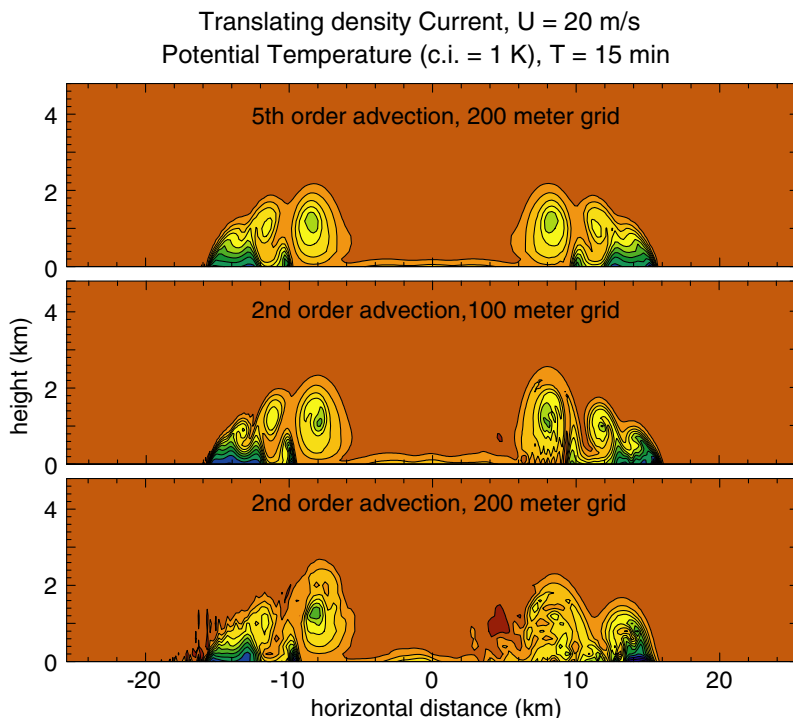 Translating density Current, U = 20 m/s
Potential Temperature (c.i. = 1 K), T = 15 min
5th order advection, 200 meter grid
4
2
0
2nd order advection,100 meter grid
4
2
0
height (km)
2nd order advection, 200 meter grid
4
2
0
-20 -10 0 10 20
horizontal distance (km)